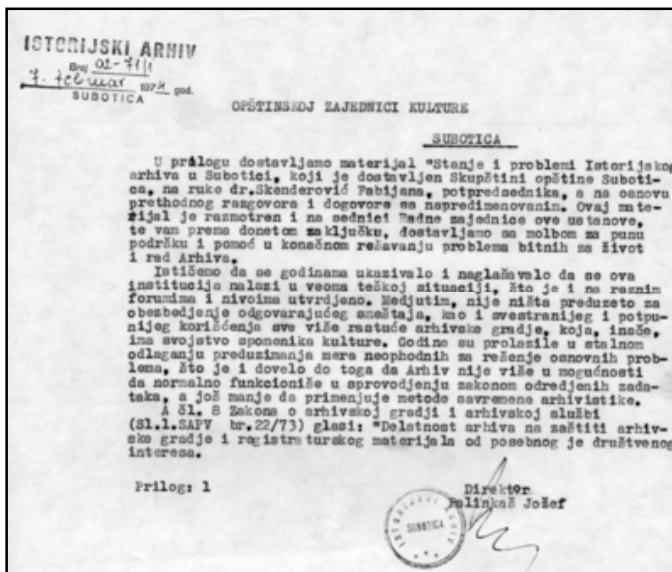 ISTORIJSKI ARHIV
Broj 02-71/1
7. februar 1974 god.
SUBOTICA
OPŠTINSKOJ ZAJEDNICI KULTURE
SUBOTICA
U prilogu dostavljamo materijal "Stanje i problemi Istorijskog
arhiva u Subotici, koji je dostavljen Skupštini opštine Suboti-
ca, na ruke dr.Skenderović Fabijana, potpredsednika, a na osnovu
prethodnog razgovora i dogovora sa napredimenovanim. Ovaj mate-
rijal je razmotren i na sednici Radne zajednice ove ustanove,
te vam prema donetom zaključku, dostavljamo sa molbom za punu
podršku i pomoć u konačnom rešavanju problema bitnih za život
i rad Arhiva.
Ističemo da se godinama ukazivalo i naglašavalo da se ova
institucija nalazi u veoma teškoj situaciji, što je i na raznim
forumima i nivoima utvrdjeno. Medjutim, nije ništa preduzeto za
obezbedjenje odgovarajućeg smeštaja, kao i svestranijeg i potpu-
nijeg korišćenja sve više rastuće arhivske gradje, koja, inače,
ima svojstvo spomenika kulture. Godine su prolazile u stalnom
odlaganju preduzimanja mera neophodnih za rešenje osnovnih prob-
lema, što je i dovelo do toga da Arhiv nije više u mogućnosti
da normalno funkcioniše u sprovodjenju zakonom odredjenih zada-
taka, a još manje da primenjuje metode savremene arhivistike.
A čl. 8 Zakona o arhivskoj gradji i arhivskoj službi
(Sl.l.SAPV br.22/73) glasi: "Delatnost arhiva na zaštiti arhiv-
ske gradje i registraturskog materijala od posebnog je društvenog
interesa.
Prilog: 1
Direktor
Palinkaš Jožef
ISTORIJSKI ARHIV
SUBOTICA